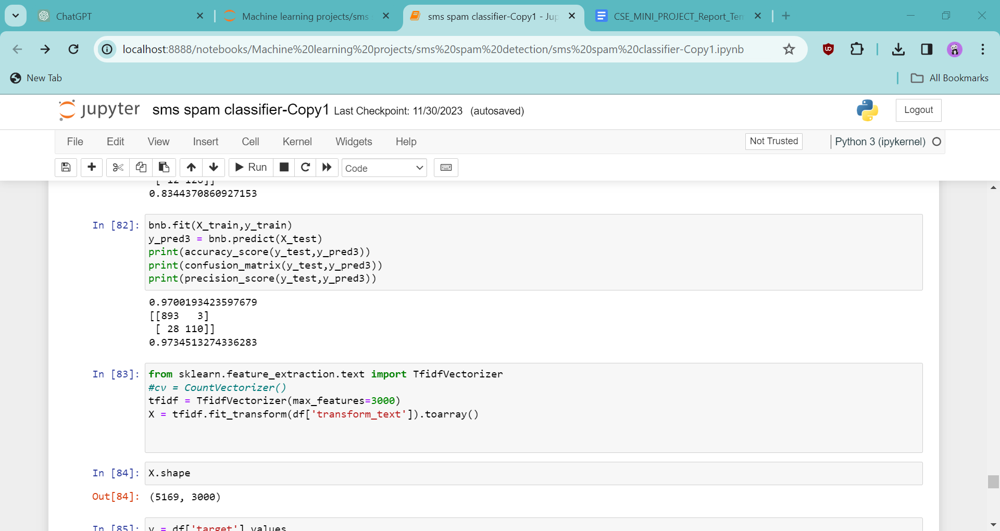 ChatGPT
Machine learning projects/sms
sms spam classifier-Copy1 - Jup
CSE_MINI_PROJECT_Report_Ten
localhost:8888/notebooks/Machine%20learning%20projects/sms%20spam%20detection/sms%20spam%20classifier-Copy1.ipynb
New Tab
All Bookmarks
jupyter sms spam classifier-Copy1 Last Checkpoint: 11/30/2023 (autosaved)
Logout
File Edit View Insert Cell Kernel Widgets Help
Not Trusted
Python 3 (ipykernel)
Run
Code
[ 12 126]]
0.8344370860927153
In [82]:
bnb.fit(X_train,y_train)
y_pred3 = bnb.predict(X_test)
print(accuracy_score(y_test,y_pred3))
print(confusion_matrix(y_test,y_pred3))
print(precision_score(y_test,y_pred3))
0.9700193423597679
[[893   3]
 [ 28 110]]
0.9734513274336283
In [83]:
from sklearn.feature_extraction.text import TfidfVectorizer
#cv = CountVectorizer()
tfidf = TfidfVectorizer(max_features=3000)
X = tfidf.fit_transform(df['transform_text']).toarray()
In [84]:
X.shape
Out[84]:
(5169, 3000)
In [85]:
y = df['target'].values